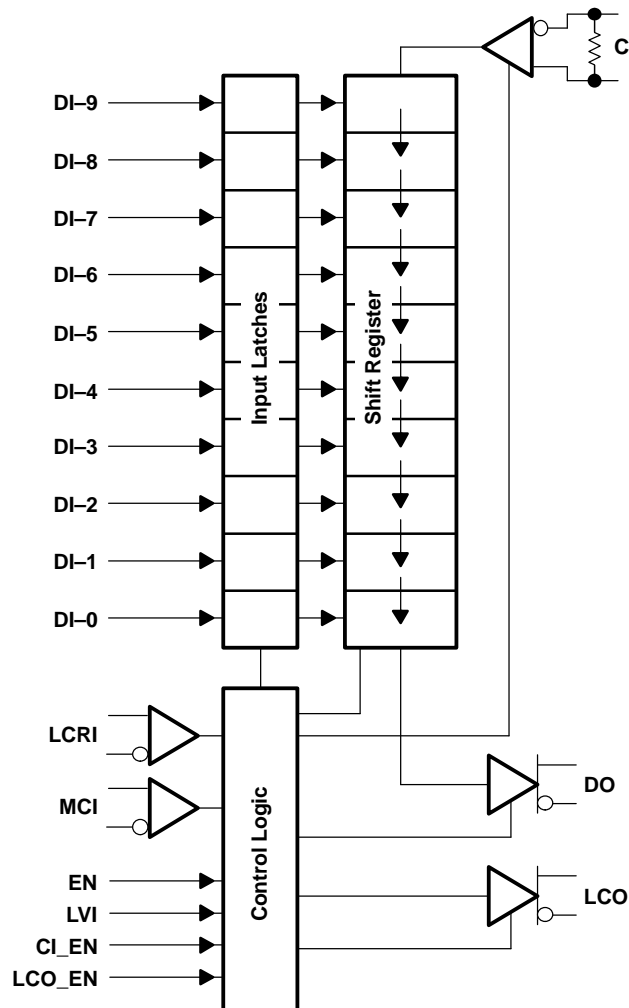 C
DI–9
DI–8
DI–7
DI–6
DI–5
DI–4
DI–3
DI–2
DI–1
DI–0
Input Latches
Shift Register
LCRI
MCI
EN
LVI
CI_EN
LCO_EN
Control Logic
DO
LCO